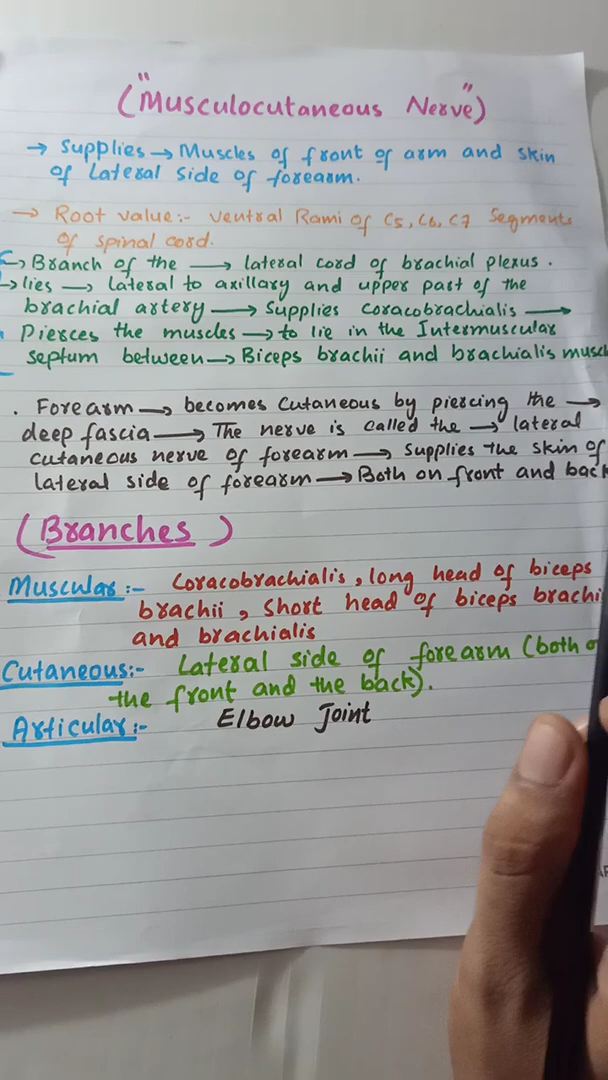 ("Musculocutaneous Nerve")
→ Supplies → Muscles of front of arm and skin
of Lateral Side of forearm.
→ Root value:- ventral Rami of C5, C6, C7 Segments
of spinal cord.
→ Branch of the → lateral cord of brachial plexus.
→ lies → lateral to axillary and upper part of the
brachial artery → Supplies coracobrachialis →
Pierces the muscles → to lie in the Intermuscular
septum between → Biceps brachii and brachialis muscl
. Forearm → becomes cutaneous by piercing the →
deep fascia → The nerve is called the → lateral
cutaneous nerve of forearm → Supplies the skin of
lateral side of forearm → Both on front and back
(Branches)
Muscular:- Coracobrachialis, long head of biceps
brachii, Short head of biceps brachi
and brachialis
Cutaneous:- Lateral side of forearm (both o
the front and the back).
Articular:- Elbow Joint